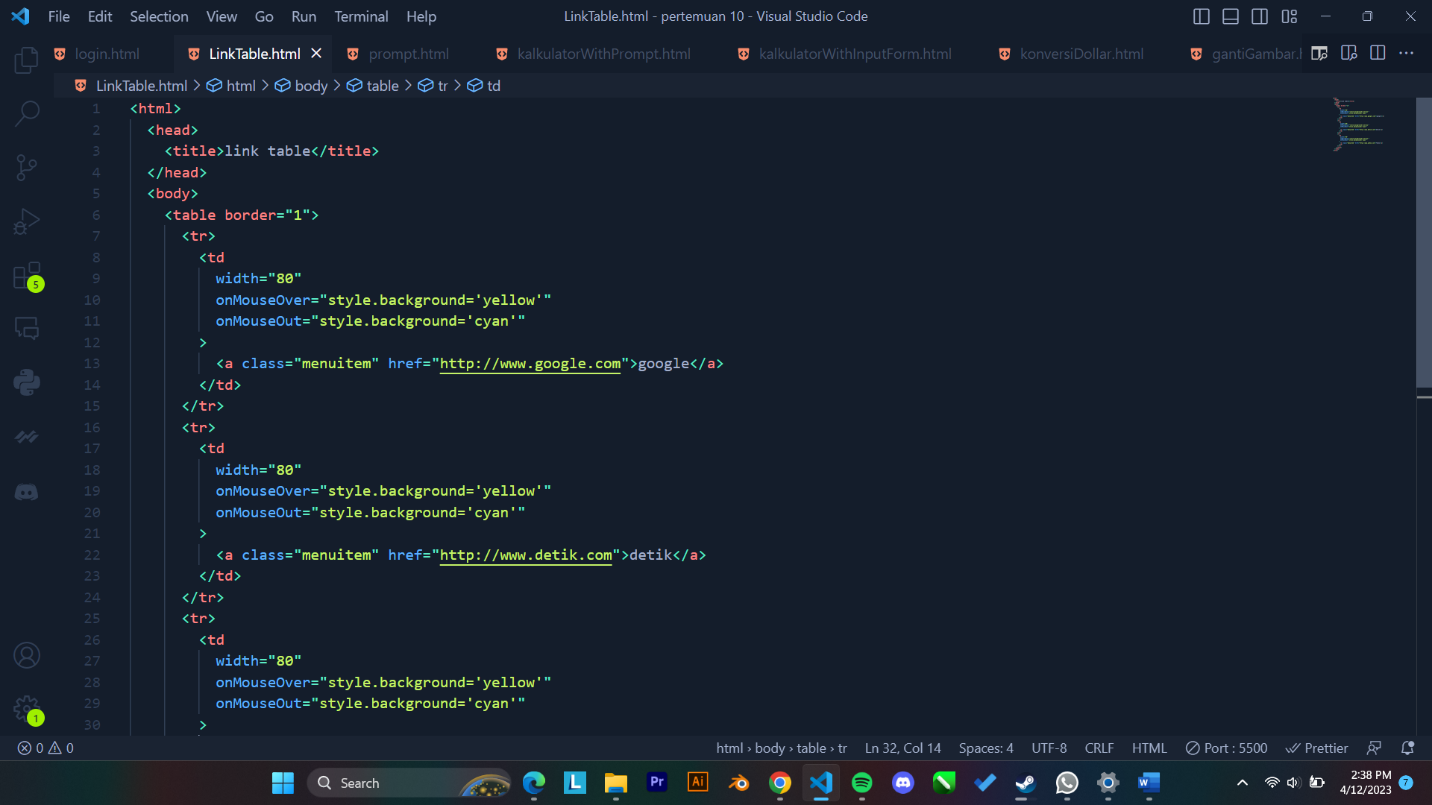 File Edit Selection View Go Run Terminal Help LinkTable.html - pertemuan 10 - Visual Studio Code
login.html LinkTable.html prompt.html kalkulatorWithPrompt.html kalkulatorWithInputForm.html konversiDollar.html gantiGambar.h
LinkTable.html > html > body > table > tr > td
1 <html>
2 <head>
3 <title>link table</title>
4 </head>
5 <body>
6 <table border="1">
7 <tr>
8 <td
9 width="80"
10 onMouseOver="style.background='yellow'"
11 onMouseOut="style.background='cyan'"
12 >
13 <a class="menuitem" href="http://www.google.com">google</a>
14 </td>
15 </tr>
16 <tr>
17 <td
18 width="80"
19 onMouseOver="style.background='yellow'"
20 onMouseOut="style.background='cyan'"
21 >
22 <a class="menuitem" href="http://www.detik.com">detik</a>
23 </td>
24 </tr>
25 <tr>
26 <td
27 width="80"
28 onMouseOver="style.background='yellow'"
29 onMouseOut="style.background='cyan'"
30 >
5
1
0 0 html › body › table › tr Ln 32, Col 14 Spaces: 4 UTF-8 CRLF HTML Port : 5500 Prettier
Search L Pr Ai W 2:38 PM
4/12/2023 7